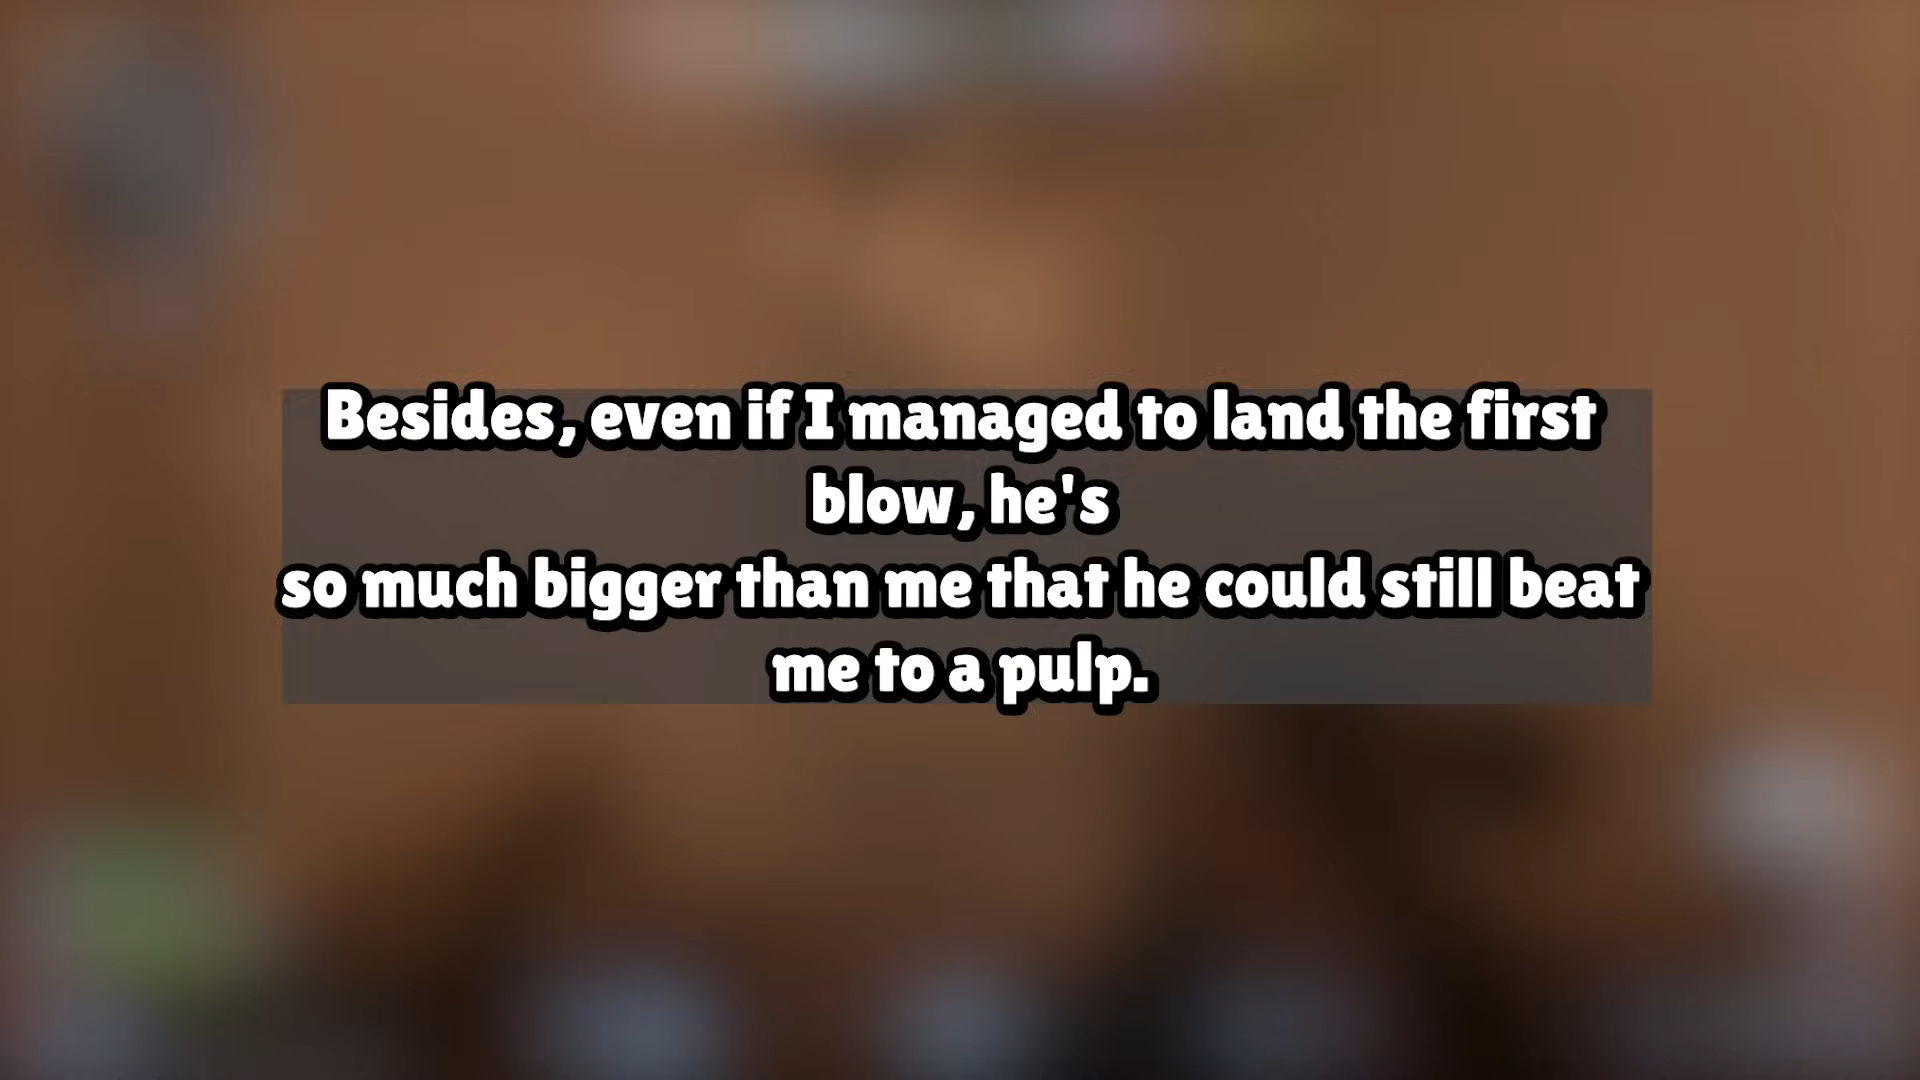 Besides, even if I managed to land the first
blow, he's
so much bigger than me that he could still beat
me to a pulp.